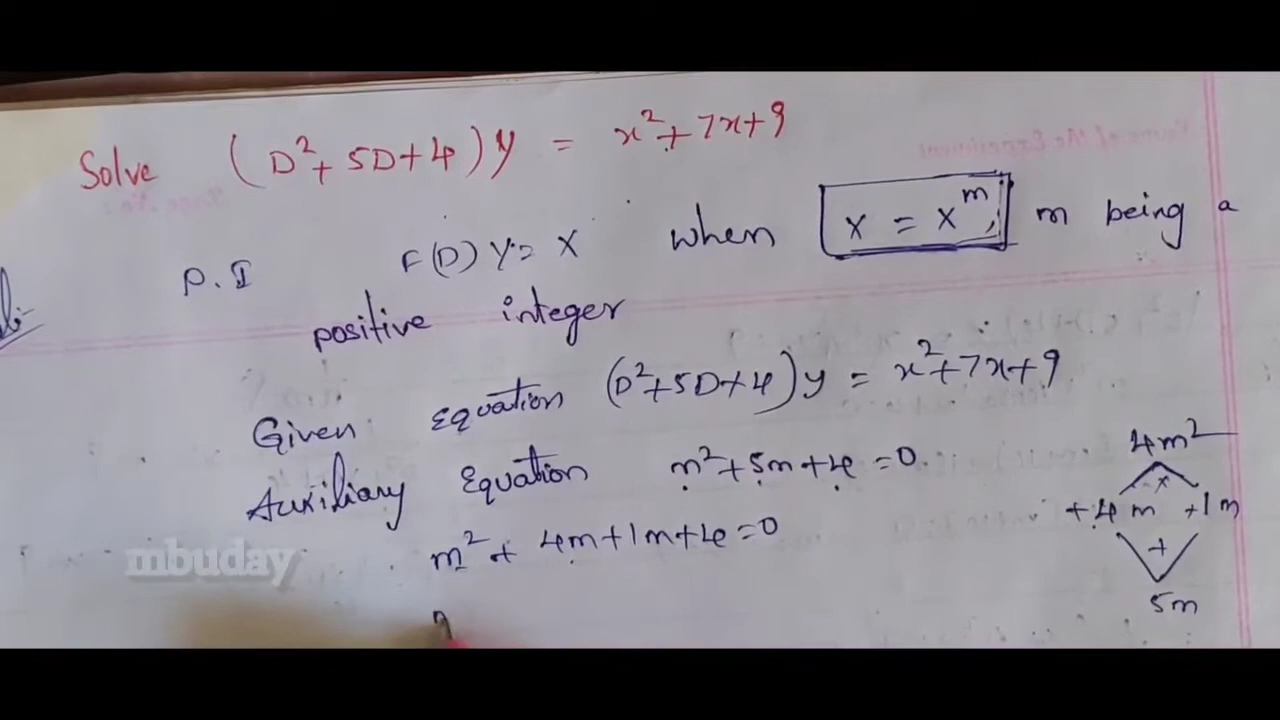 Solve (D²+5D+4)y = x²+7x+9
P.I F(D)y= X when X = x^m, m being a
positive integer
Given Equation (D²+5D+4)y = x²+7x+9
Auxiliary Equation m²+5m+4=0
4m²
x
+4m +1m
m²+4m+1m+4=0
+
5m
mbuday